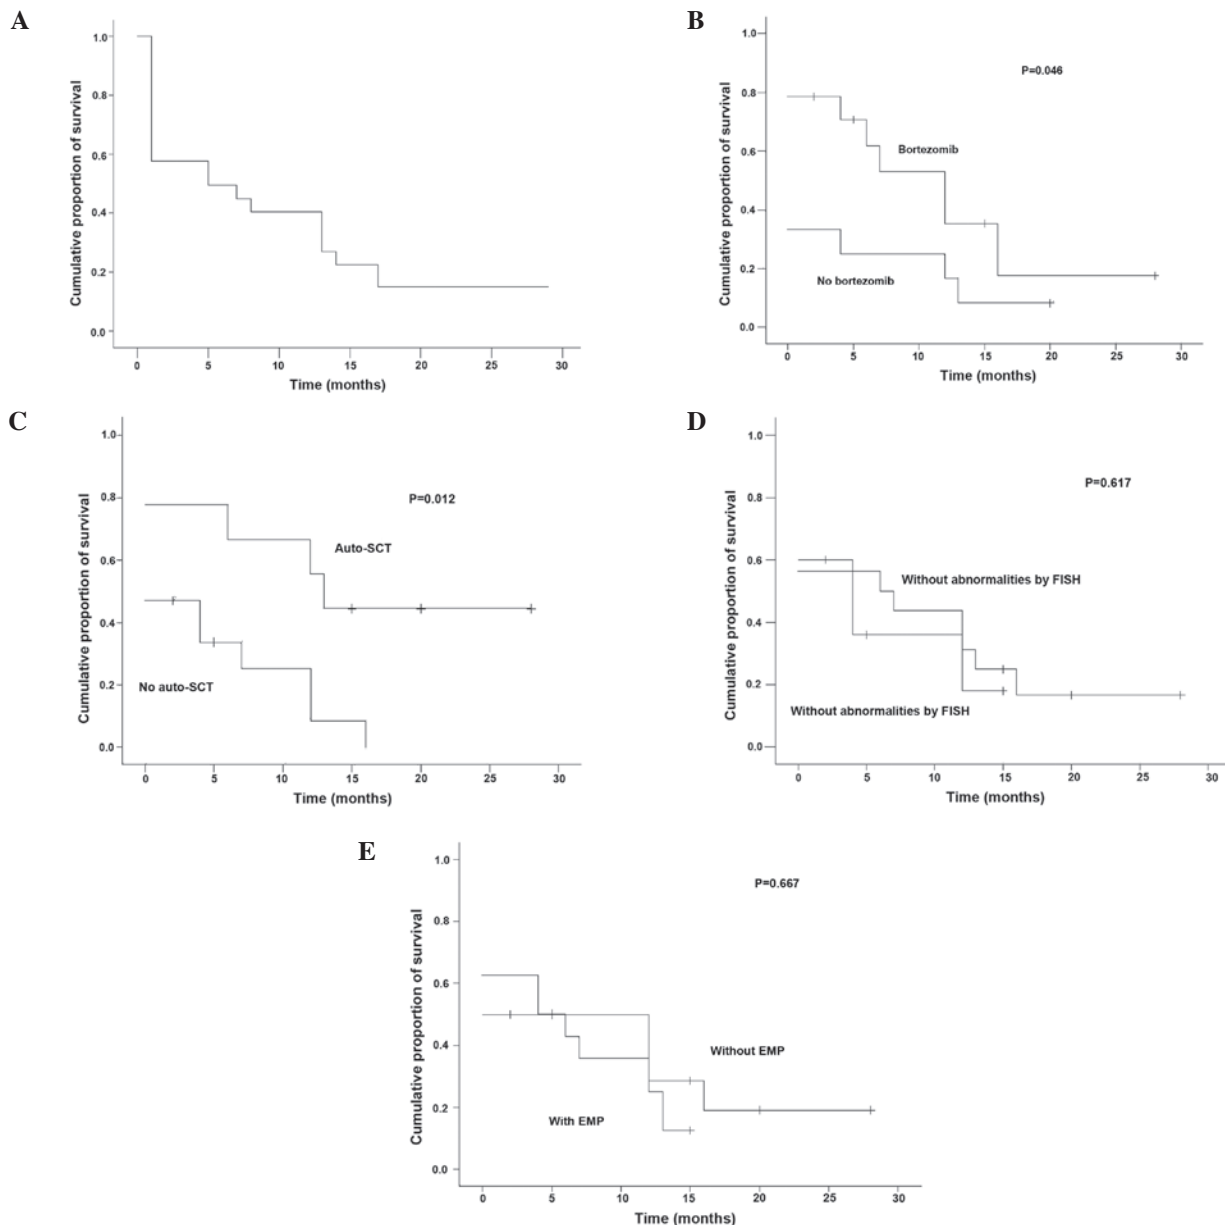 A
Cumulative proportion of survival
1.0
0.8
0.6
0.4
0.2
0.0
0 5 10 15 20 25 30
Time (months)
B
Cumulative proportion of survival
1.0
0.8
0.6
0.4
0.2
0.0
P=0.046
Bortezomib
No bortezomib
0 5 10 15 20 25 30
Time (months)
C
Cumulative proportion of survival
1.0
0.8
0.6
0.4
0.2
0.0
P=0.012
Auto-SCT
No auto-SCT
0 5 10 15 20 25 30
Time (months)
D
Cumulative proportion of survival
1.0
0.8
0.6
0.4
0.2
0.0
P=0.617
Without abnormalities by FISH
Without abnormalities by FISH
0 5 10 15 20 25 30
Time (months)
E
Cumulative proportion of survival
1.0
0.8
0.6
0.4
0.2
0.0
P=0.667
Without EMP
With EMP
0 5 10 15 20 25 30
Time (months)